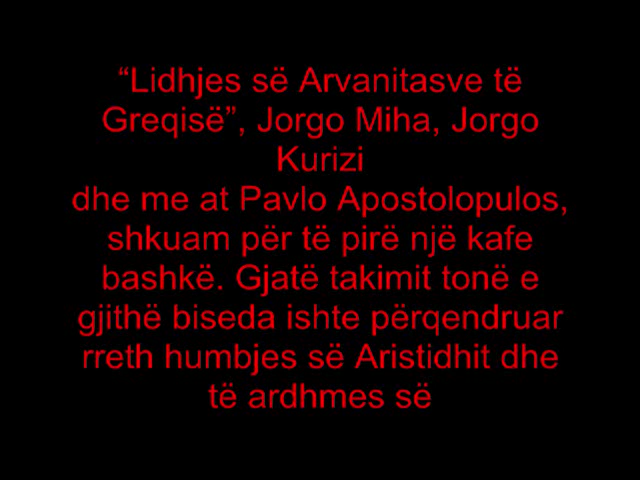 “Lidhjes së Arvanitasve të
Greqisë”, Jorgo Miha, Jorgo
Kurizi
dhe me at Pavlo Apostolopulos,
shkuam për të pirë një kafe
bashkë. Gjatë takimit tonë e
gjithë biseda ishte përqendruar
rreth humbjes së Aristidhit dhe
të ardhmes së